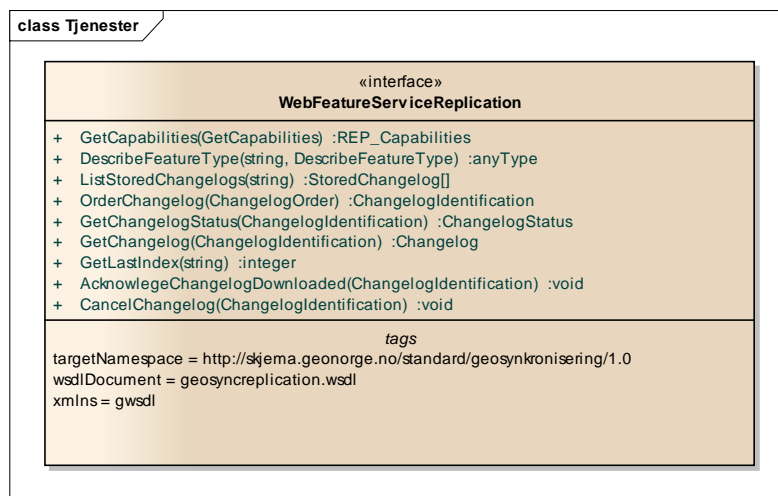 class Tjenester
«interface»
WebFeatureServiceReplication
+ GetCapabilities(GetCapabilities) :REP_Capabilities
+ DescribeFeatureType(string, DescribeFeatureType) :anyType
+ ListStoredChangelogs(string) :StoredChangelog[]
+ OrderChangelog(ChangelogOrder) :ChangelogIdentification
+ GetChangelogStatus(ChangelogIdentification) :ChangelogStatus
+ GetChangelog(ChangelogIdentification) :Changelog
+ GetLastIndex(string) :integer
+ AcknowlegeChangelogDownloaded(ChangelogIdentification) :void
+ CancelChangelog(ChangelogIdentification) :void
tags
targetNamespace = http://skjema.geonorge.no/standard/geosynkronisering/1.0
wsdlDocument = geosyncreplication.wsdl
xmlns = gwsdl